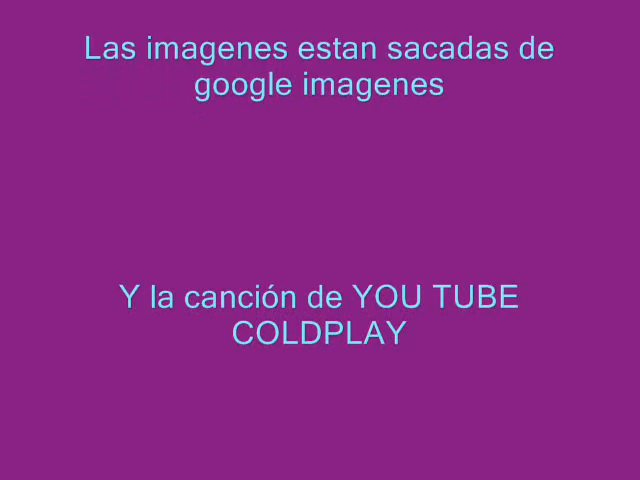 Las imagenes estan sacadas de
google imagenes
Y la canción de YOU TUBE
COLDPLAY